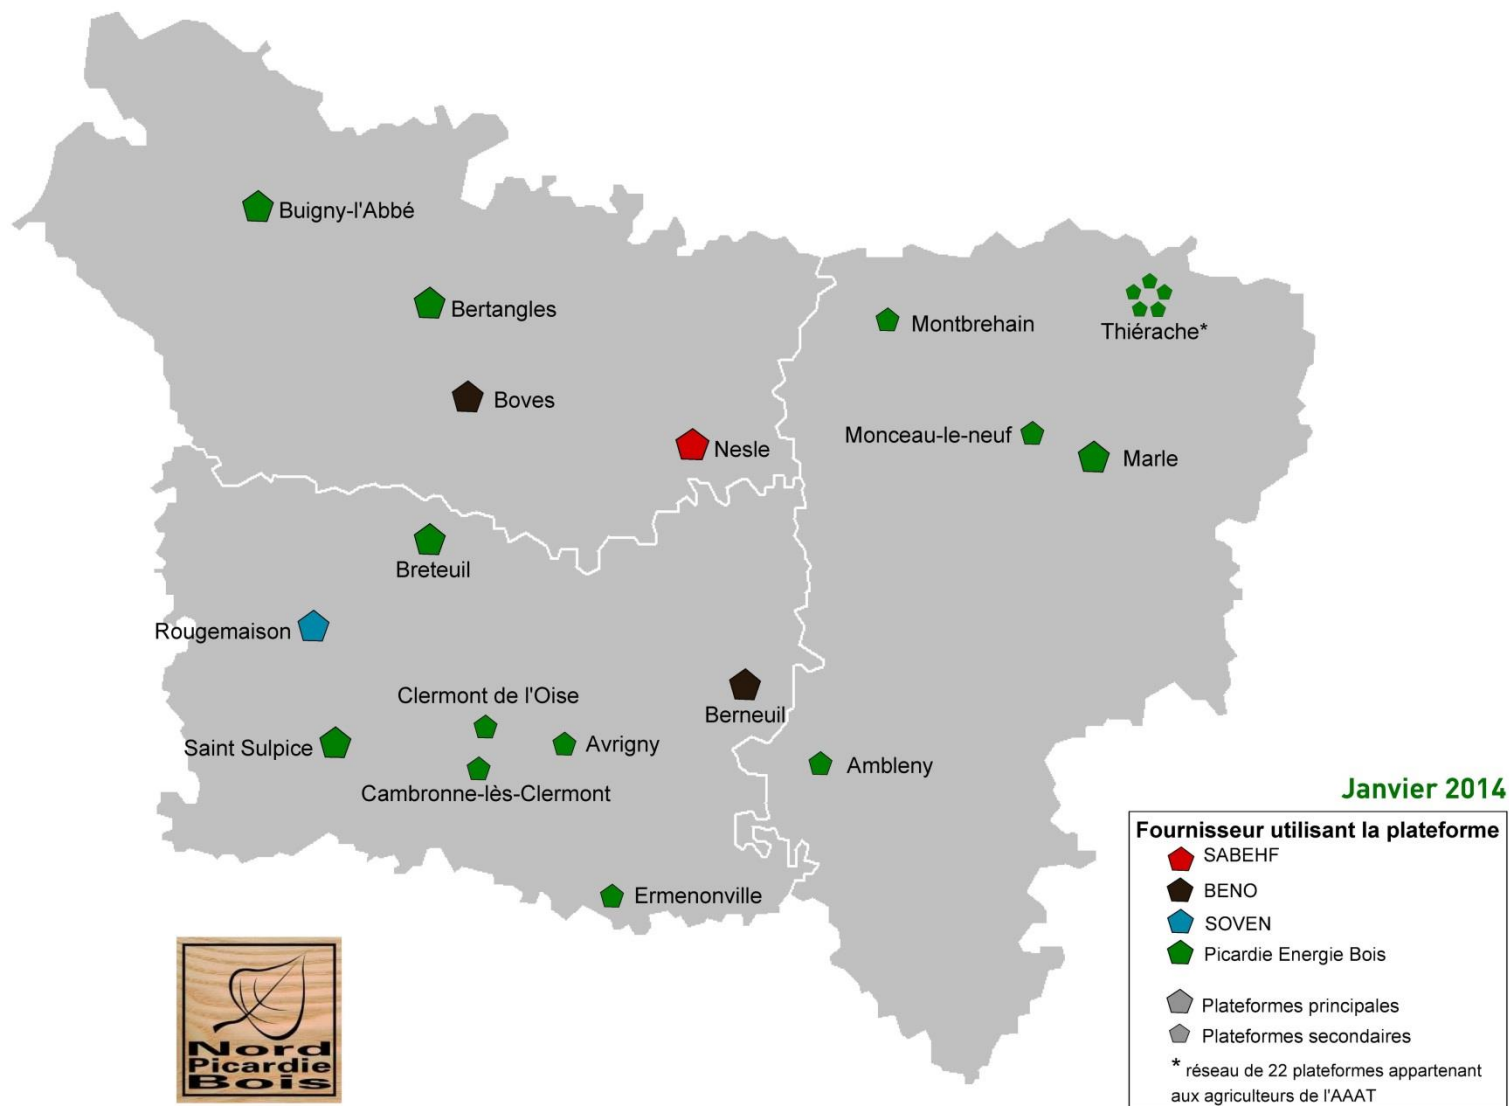 Buigny-l'Abbé
Bertangles
Montbrehain
Thiérache*
Boves
Nesle
Monceau-le-neuf
Marle
Breteuil
Rougemaison
Clermont de l'Oise
Berneuil
Saint Sulpice
Avrigny
Ambleny
Cambronne-lès-Clermont
Ermenonville
Janvier 2014
Fournisseur utilisant la plateforme
SABEHF
BENO
SOVEN
Picardie Energie Bois
Plateformes principales
Plateformes secondaires
* réseau de 22 plateformes appartenant
aux agriculteurs de l'AAAT
Nord
Picardie
Bois